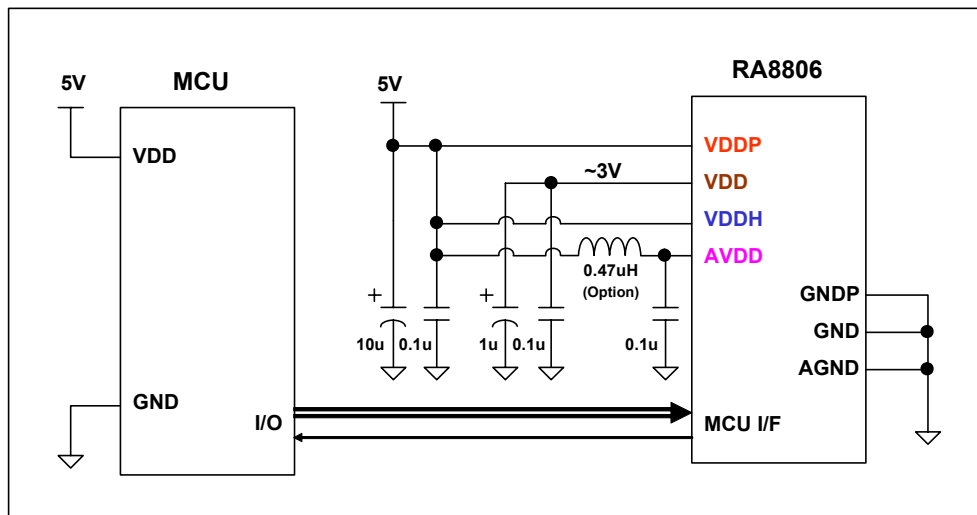 MCU
RA8806
5V
5V
VDD
VDDP
~3V
VDD
VDDH
AVDD
0.47uH
(Option)
GNDP
+
+
10u
0.1u
1u
0.1u
0.1u
GND
AGND
GND
I/O
MCU I/F